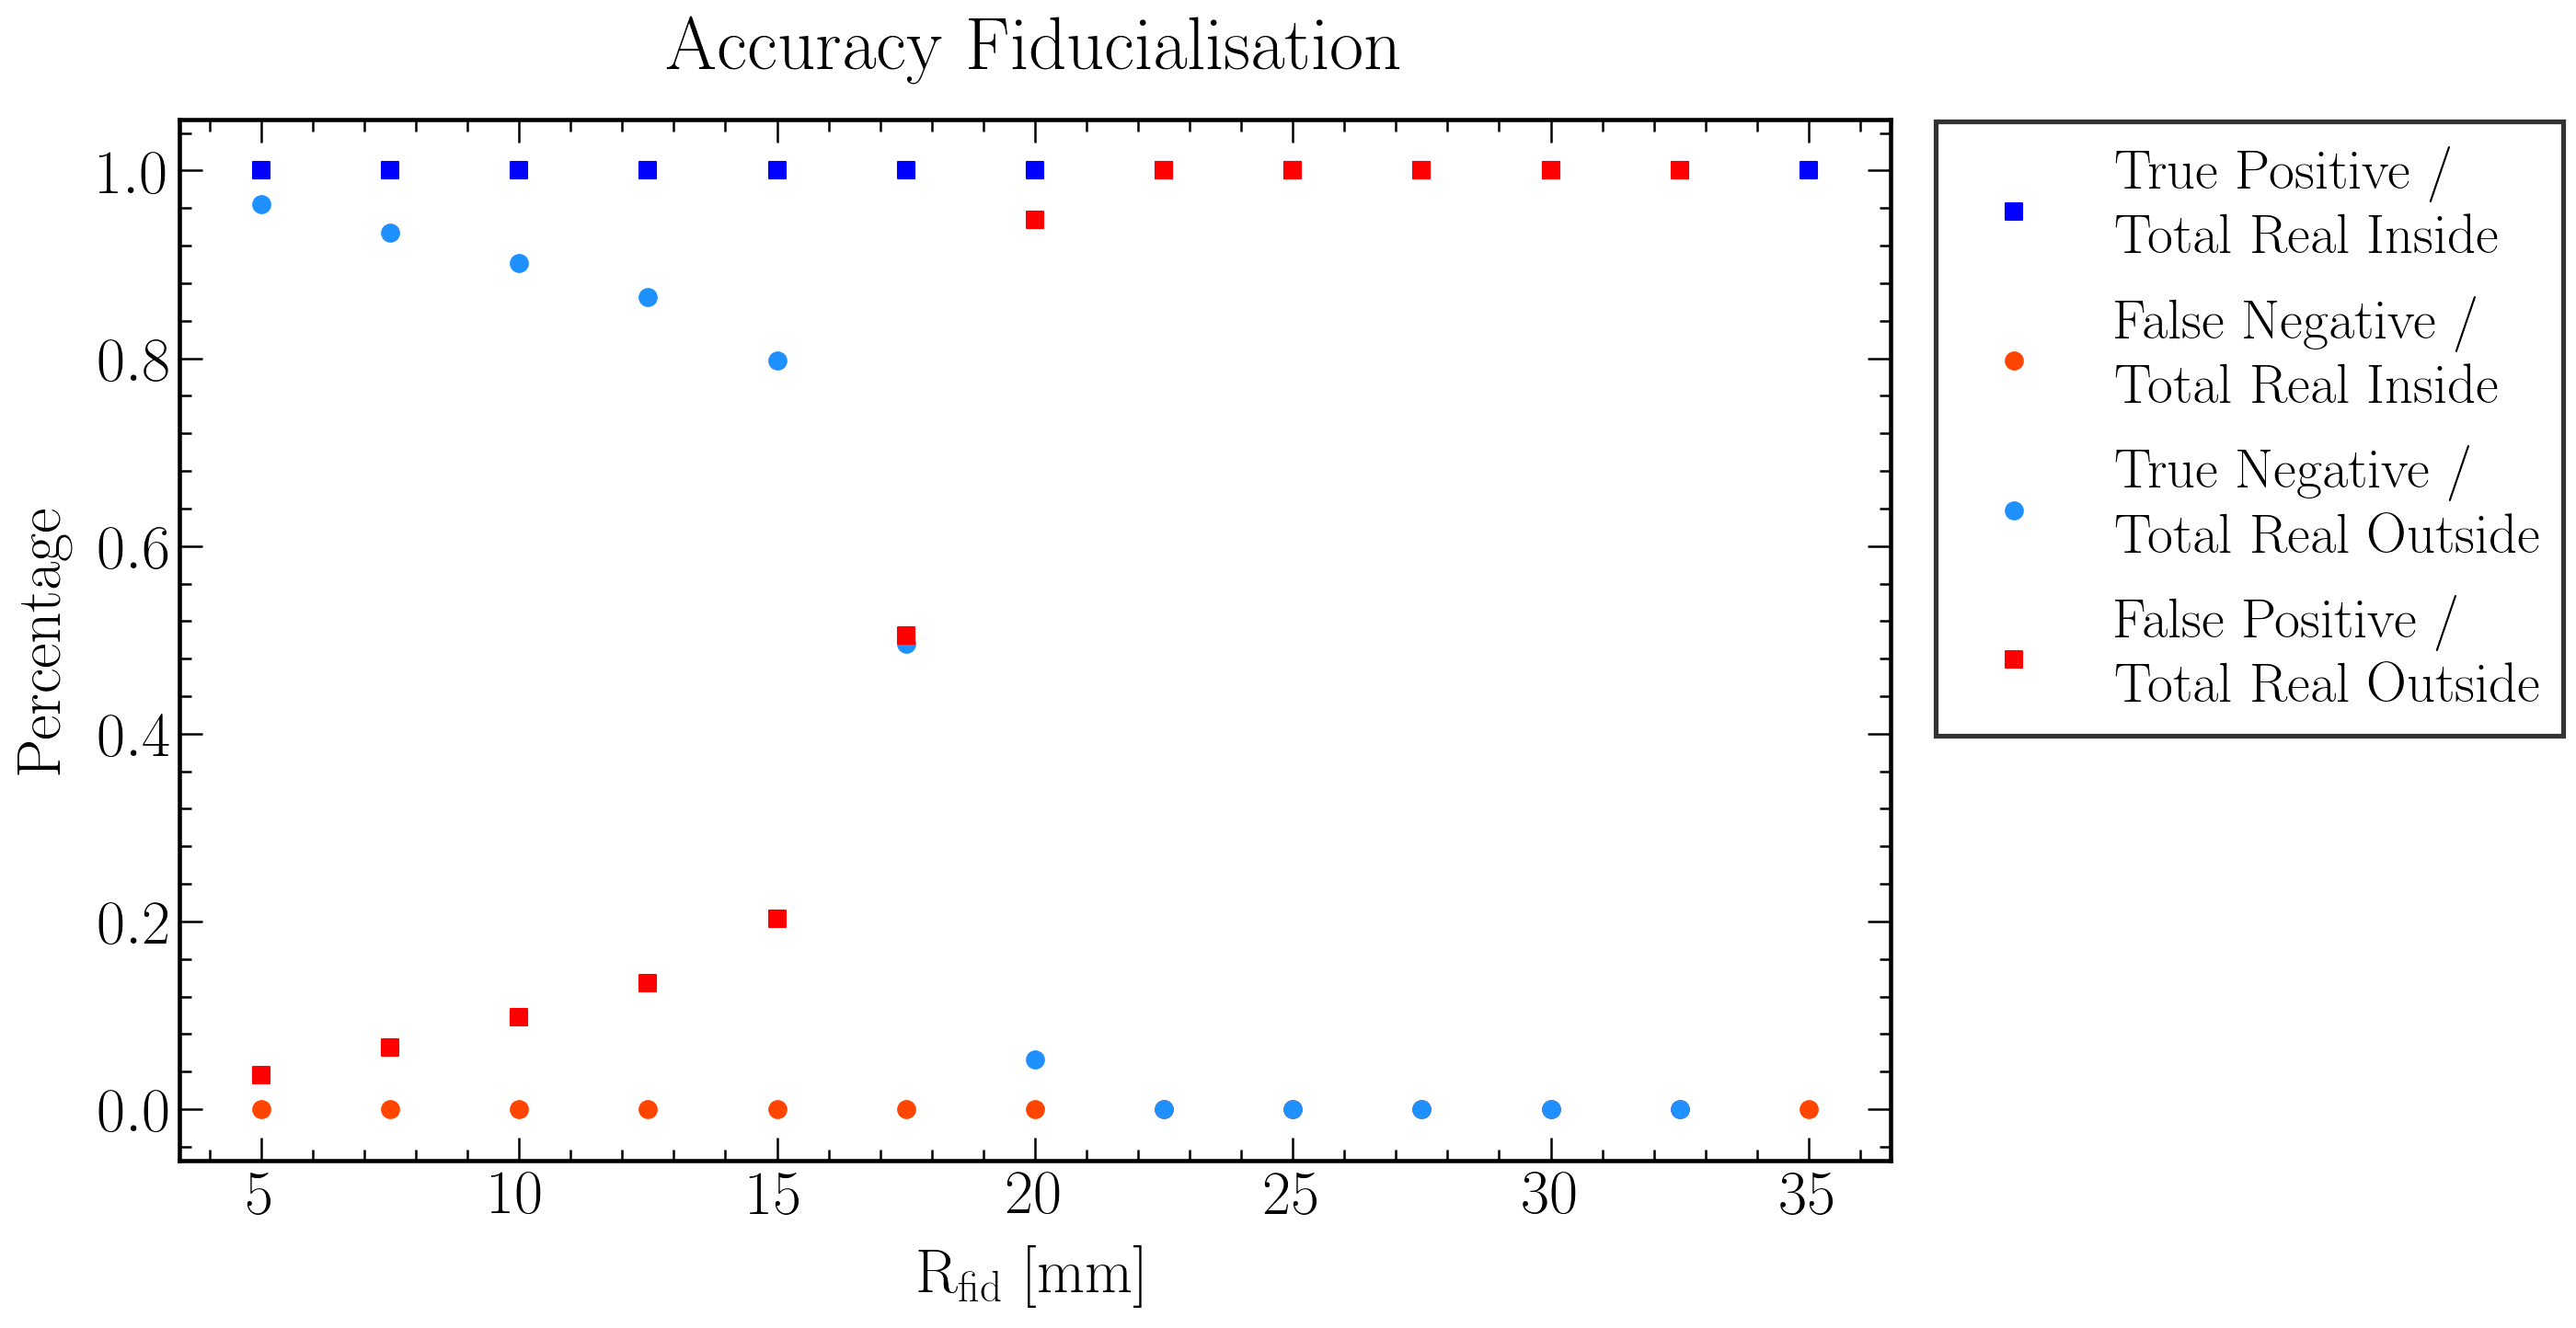 Accuracy Fiducialisation
Percentage
1.0
0.8
0.6
0.4
0.2
0.0
5 10 15 20 25 30 35
R_fid [mm]
True Positive /
Total Real Inside
False Negative /
Total Real Inside
True Negative /
Total Real Outside
False Positive /
Total Real Outside